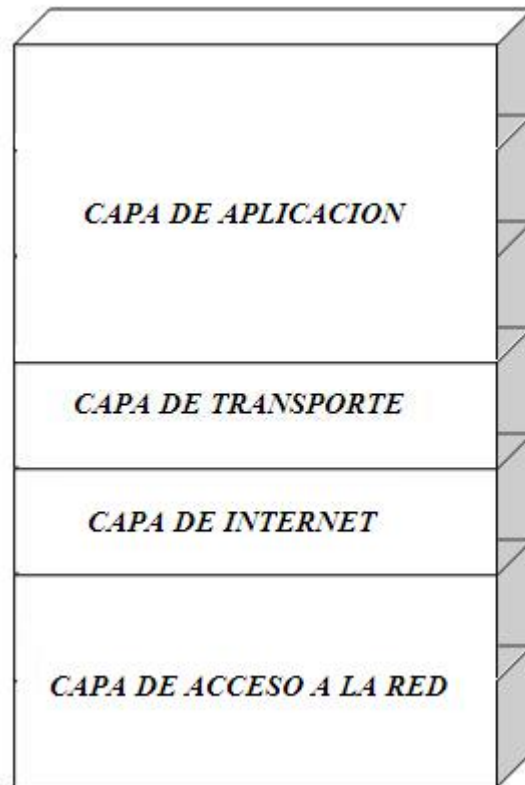 CAPA DE APLICACION
CAPA DE TRANSPORTE
CAPA DE INTERNET
CAPA DE ACCESO A LA RED